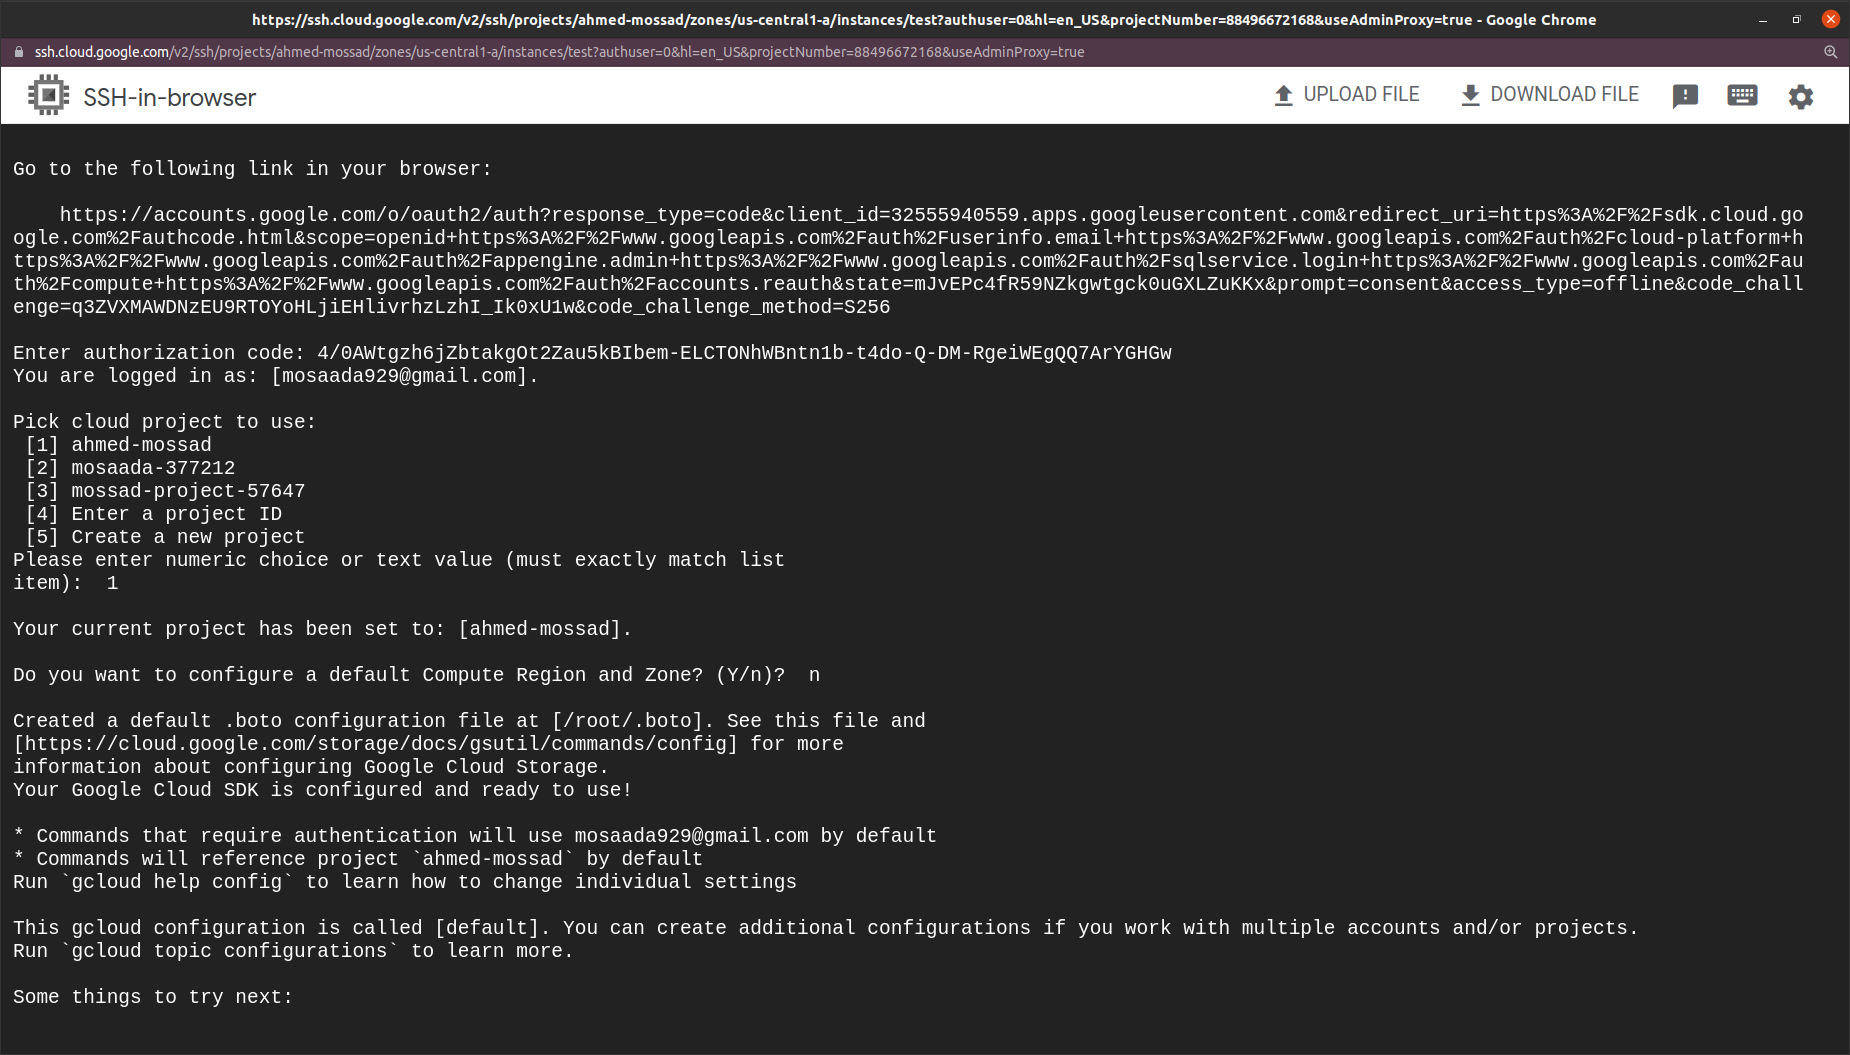 https://ssh.cloud.google.com/v2/ssh/projects/ahmed-mossad/zones/us-central1-a/instances/test?authuser=0&hl=en_US&projectNumber=88496672168&useAdminProxy=true - Google Chrome
ssh.cloud.google.com/v2/ssh/projects/ahmed-mossad/zones/us-central1-a/instances/test?authuser=0&hl=en_US&projectNumber=88496672168&useAdminProxy=true
SSH-in-browser
UPLOAD FILE
DOWNLOAD FILE
Go to the following link in your browser:
https://accounts.google.com/o/oauth2/auth?response_type=code&client_id=32555940559.apps.googleusercontent.com&redirect_uri=https%3A%2F%2Fsdk.cloud.go
ogle.com%2Fauthcode.html&scope=openid+https%3A%2F%2Fwww.googleapis.com%2Fauth%2Fuserinfo.email+https%3A%2F%2Fwww.googleapis.com%2Fauth%2Fcloud-platform+h
ttps%3A%2F%2Fwww.googleapis.com%2Fauth%2Fappengine.admin+https%3A%2F%2Fwww.googleapis.com%2Fauth%2Fsqlservice.login+https%3A%2F%2Fwww.googleapis.com%2Fau
th%2Fcompute+https%3A%2F%2Fwww.googleapis.com%2Fauth%2Faccounts.reauth&state=mJvEPc4fR59NZkgwtgck0uGXLZuKKx&prompt=consent&access_type=offline&code_chall
enge=q3ZVXMAWDNzEU9RTOYoHLjiEHlivrhzLzhI_Ik0xU1w&code_challenge_method=S256
Enter authorization code: 4/0AWtgzh6jZbtakgOt2Zau5kBIbem-ELCTONhWBntn1b-t4do-Q-DM-RgeiWEgQQ7ArYGHGw
You are logged in as: [mosaada929@gmail.com].
Pick cloud project to use:
[1] ahmed-mossad
[2] mosaada-377212
[3] mossad-project-57647
[4] Enter a project ID
[5] Create a new project
Please enter numeric choice or text value (must exactly match list
item):  1
Your current project has been set to: [ahmed-mossad].
Do you want to configure a default Compute Region and Zone? (Y/n)?  n
Created a default .boto configuration file at [/root/.boto]. See this file and
[https://cloud.google.com/storage/docs/gsutil/commands/config] for more
information about configuring Google Cloud Storage.
Your Google Cloud SDK is configured and ready to use!
* Commands that require authentication will use mosaada929@gmail.com by default
* Commands will reference project `ahmed-mossad` by default
Run `gcloud help config` to learn how to change individual settings
This gcloud configuration is called [default]. You can create additional configurations if you work with multiple accounts and/or projects.
Run `gcloud topic configurations` to learn more.
Some things to try next: